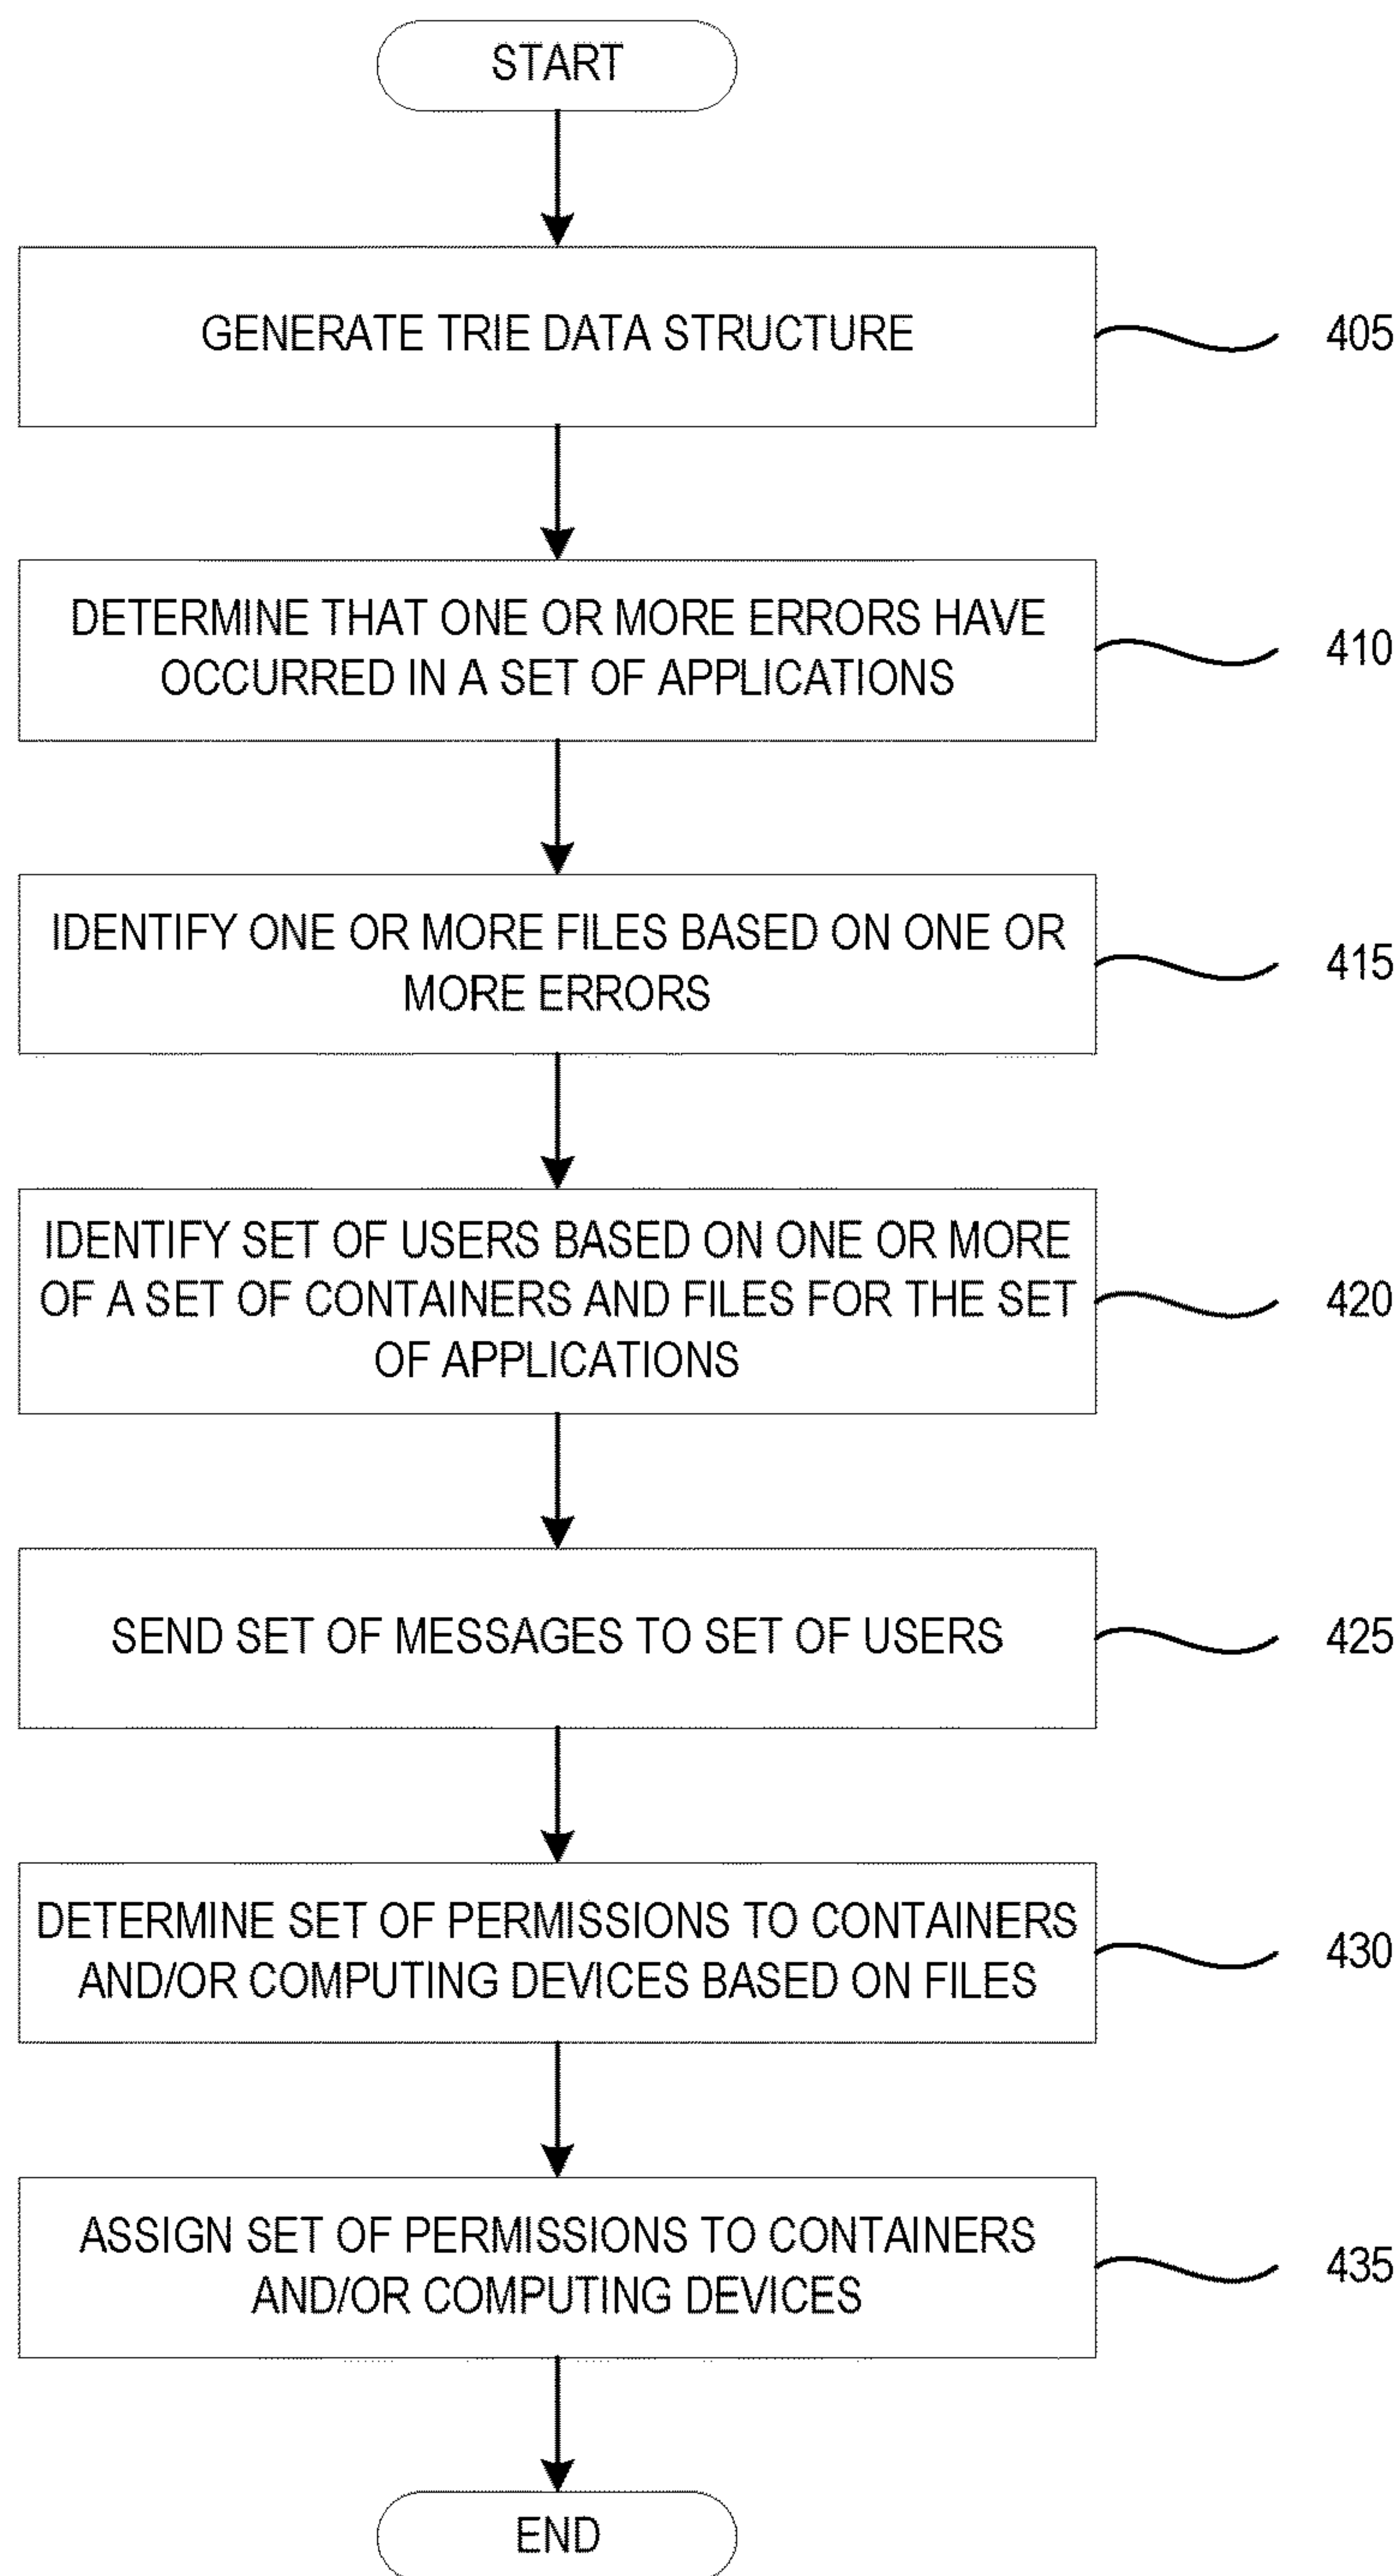 START
GENERATE TRIE DATA STRUCTURE
405
DETERMINE THAT ONE OR MORE ERRORS HAVE
OCCURRED IN A SET OF APPLICATIONS
410
IDENTIFY ONE OR MORE FILES BASED ON ONE OR
MORE ERRORS
415
IDENTIFY SET OF USERS BASED ON ONE OR MORE
OF A SET OF CONTAINERS AND FILES FOR THE SET
OF APPLICATIONS
420
SEND SET OF MESSAGES TO SET OF USERS
425
DETERMINE SET OF PERMISSIONS TO CONTAINERS
AND/OR COMPUTING DEVICES BASED ON FILES
430
ASSIGN SET OF PERMISSIONS TO CONTAINERS
AND/OR COMPUTING DEVICES
435
END